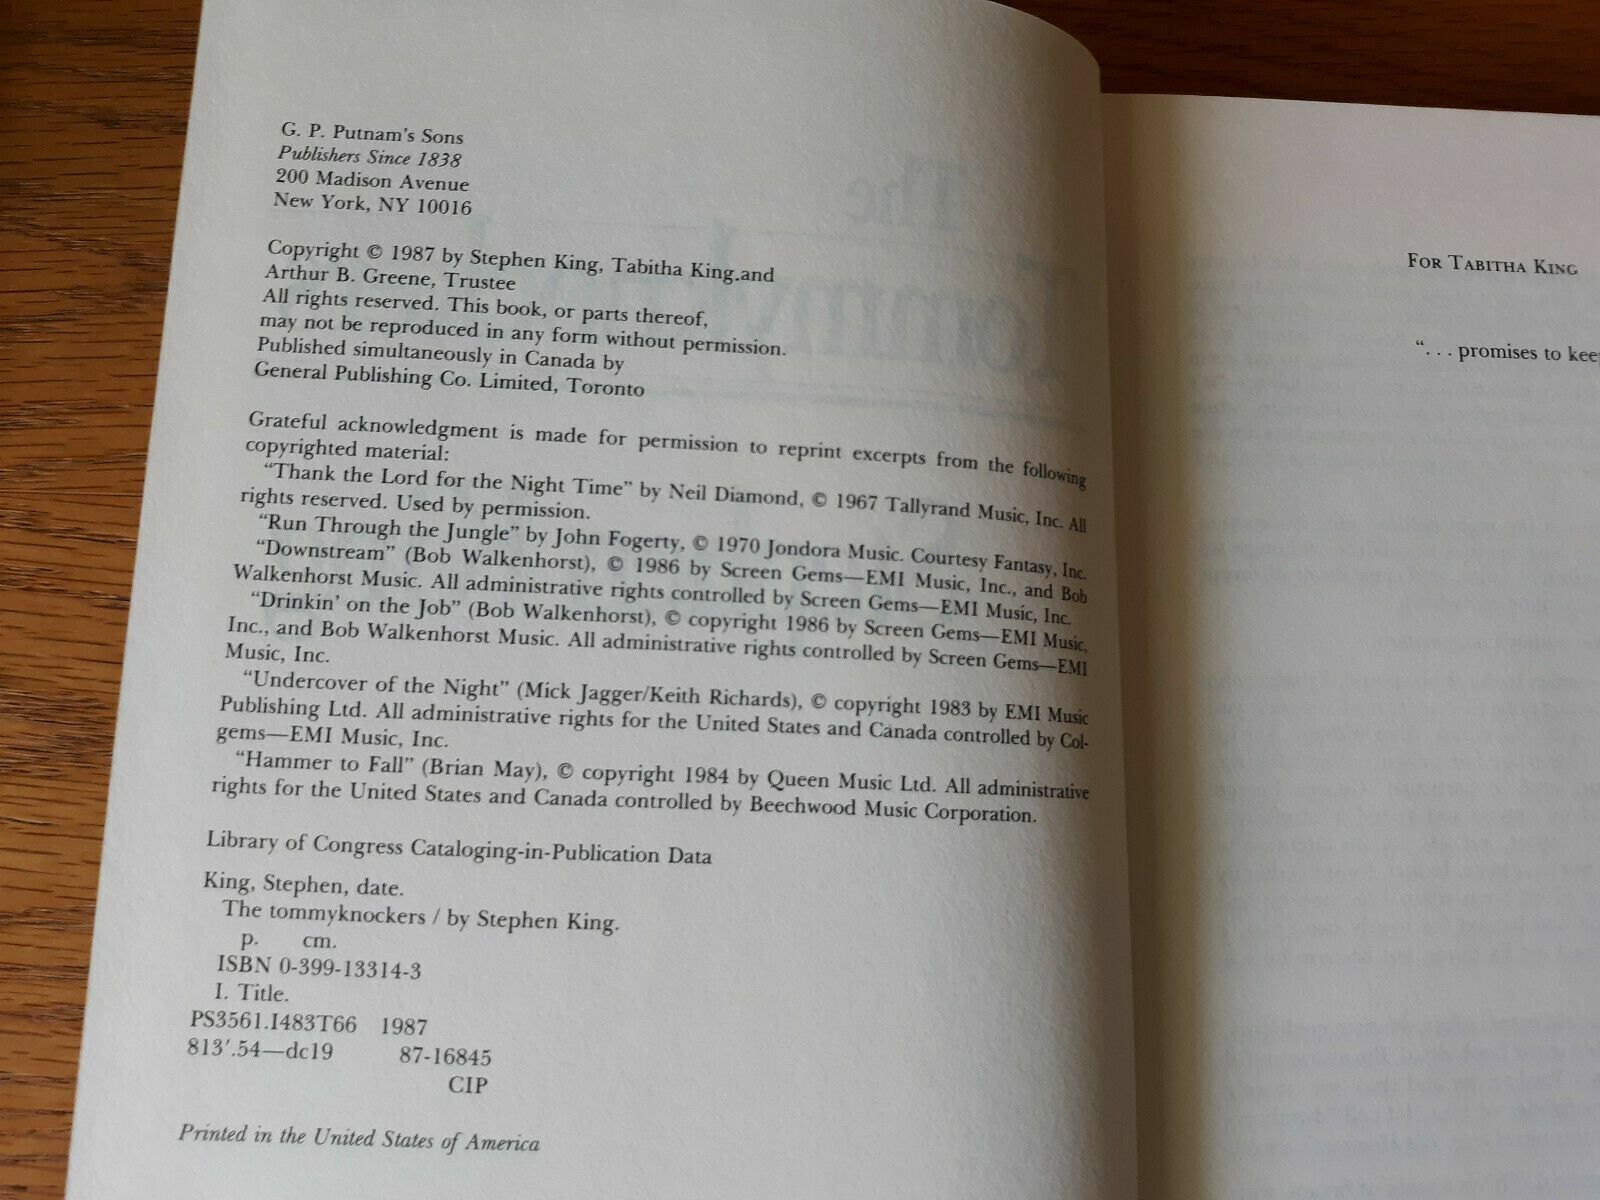 G. P. Putnam's Sons
Publishers Since 1838
200 Madison Avenue
New York, NY 10016
Copyright © 1987 by Stephen King, Tabitha King.and
Arthur B. Greene, Trustee
All rights reserved. This book, or parts thereof,
may not be reproduced in any form without permission.
Published simultaneously in Canada by
General Publishing Co. Limited, Toronto
Grateful acknowledgment is made for permission to reprint excerpts from the following
copyrighted material:
"Thank the Lord for the Night Time" by Neil Diamond, © 1967 Tallyrand Music, Inc. All
rights reserved. Used by permission.
"Run Through the Jungle" by John Fogerty, © 1970 Jondora Music. Courtesy Fantasy, Inc.
"Downstream" (Bob Walkenhorst), © 1986 by Screen Gems—EMI Music, Inc., and Bob
Walkenhorst Music. All administrative rights controlled by Screen Gems—EMI Music, Inc.
"Drinkin' on the Job" (Bob Walkenhorst), © copyright 1986 by Screen Gems—EMI Music,
Inc., and Bob Walkenhorst Music. All administrative rights controlled by Screen Gems—EMI
Music, Inc.
"Undercover of the Night" (Mick Jagger/Keith Richards), © copyright 1983 by EMI Music
Publishing Ltd. All administrative rights for the United States and Canada controlled by Col-
gems—EMI Music, Inc.
"Hammer to Fall" (Brian May), © copyright 1984 by Queen Music Ltd. All administrative
rights for the United States and Canada controlled by Beechwood Music Corporation.
Library of Congress Cataloging-in-Publication Data
King, Stephen, date.
The tommyknockers / by Stephen King.
p. cm.
ISBN 0-399-13314-3
I. Title.
PS3561.I483T66 1987
813'.54—dc19 87-16845
CIP
Printed in the United States of America
FOR TABITHA KING
". . . promises to kee